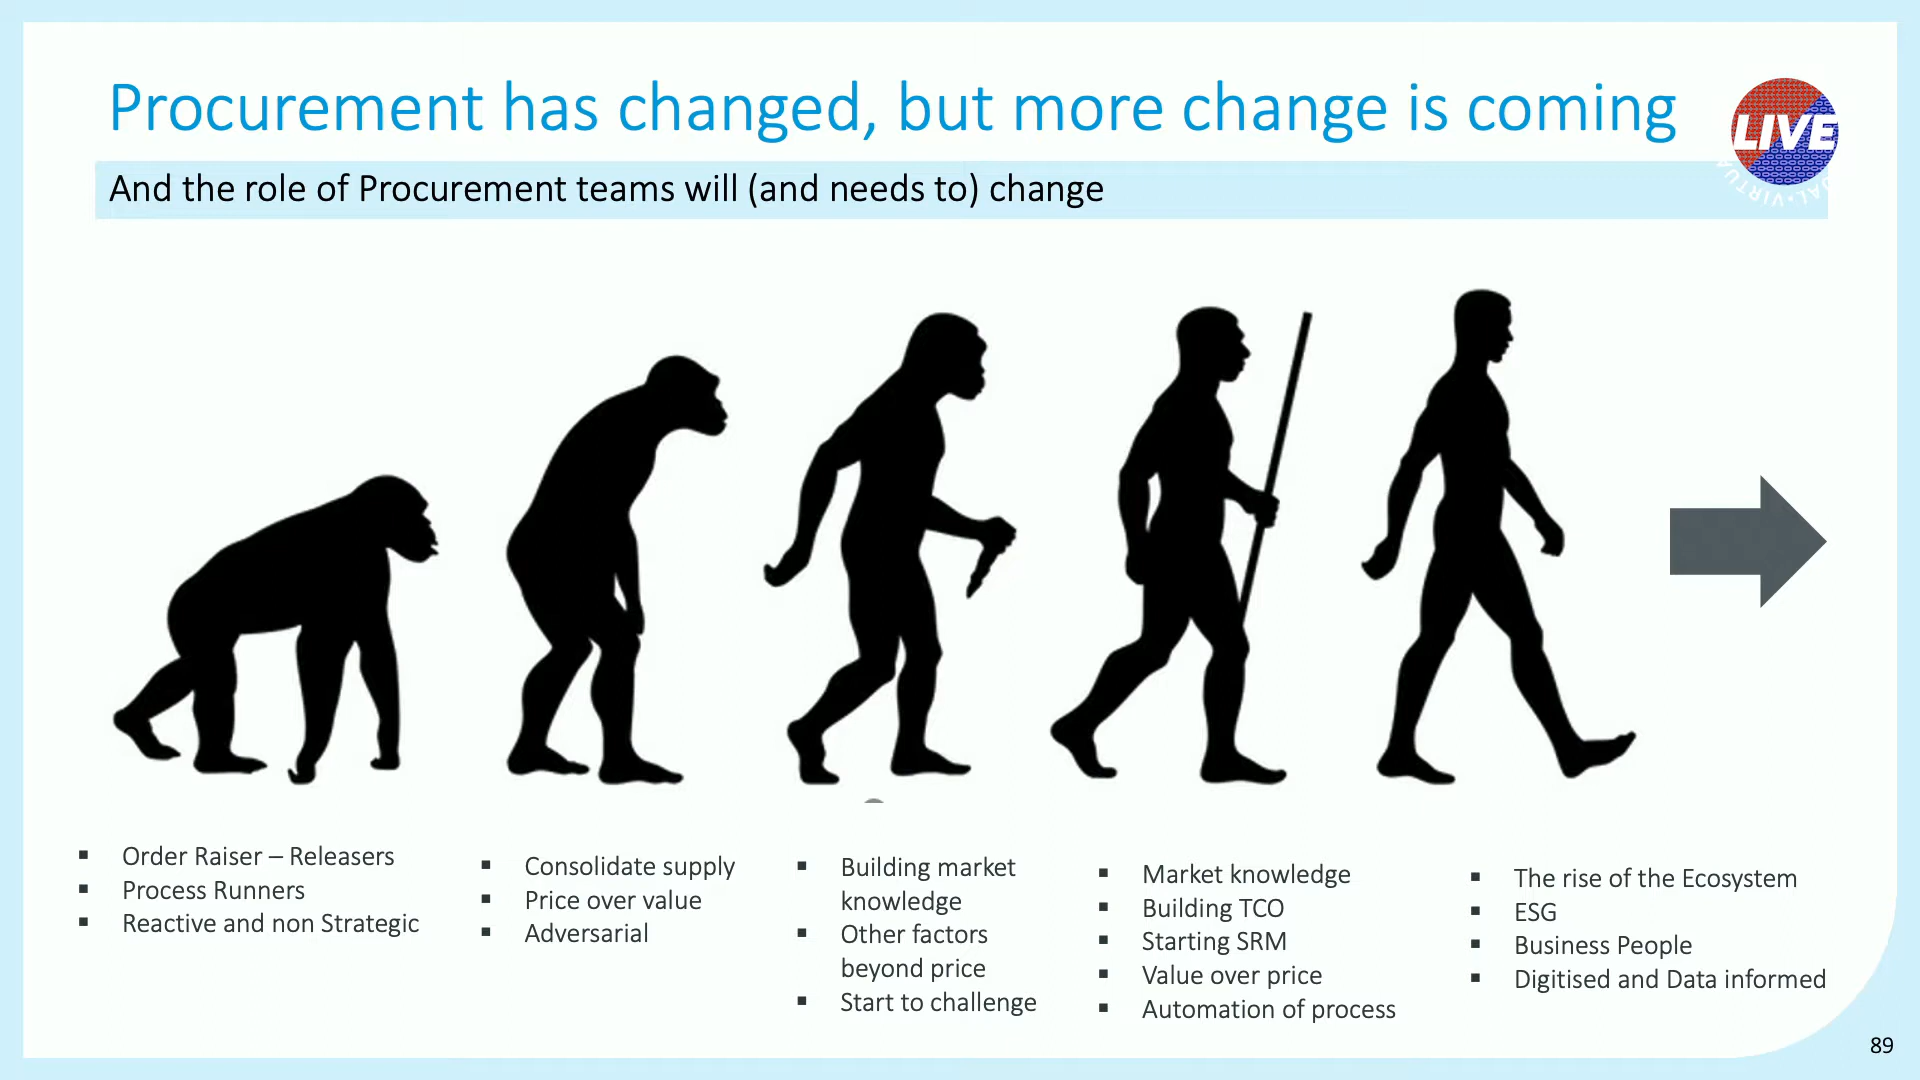 Procurement has changed, but more change is coming
LIVE
And the role of Procurement teams will (and needs to) change
▪ Order Raiser – Releasers
▪ Process Runners
▪ Reactive and non Strategic
▪ Consolidate supply
▪ Price over value
▪ Adversarial
▪ Building market
knowledge
▪ Other factors
beyond price
▪ Start to challenge
▪ Market knowledge
▪ Building TCO
▪ Starting SRM
▪ Value over price
▪ Automation of process
▪ The rise of the Ecosystem
▪ ESG
▪ Business People
▪ Digitised and Data informed
89